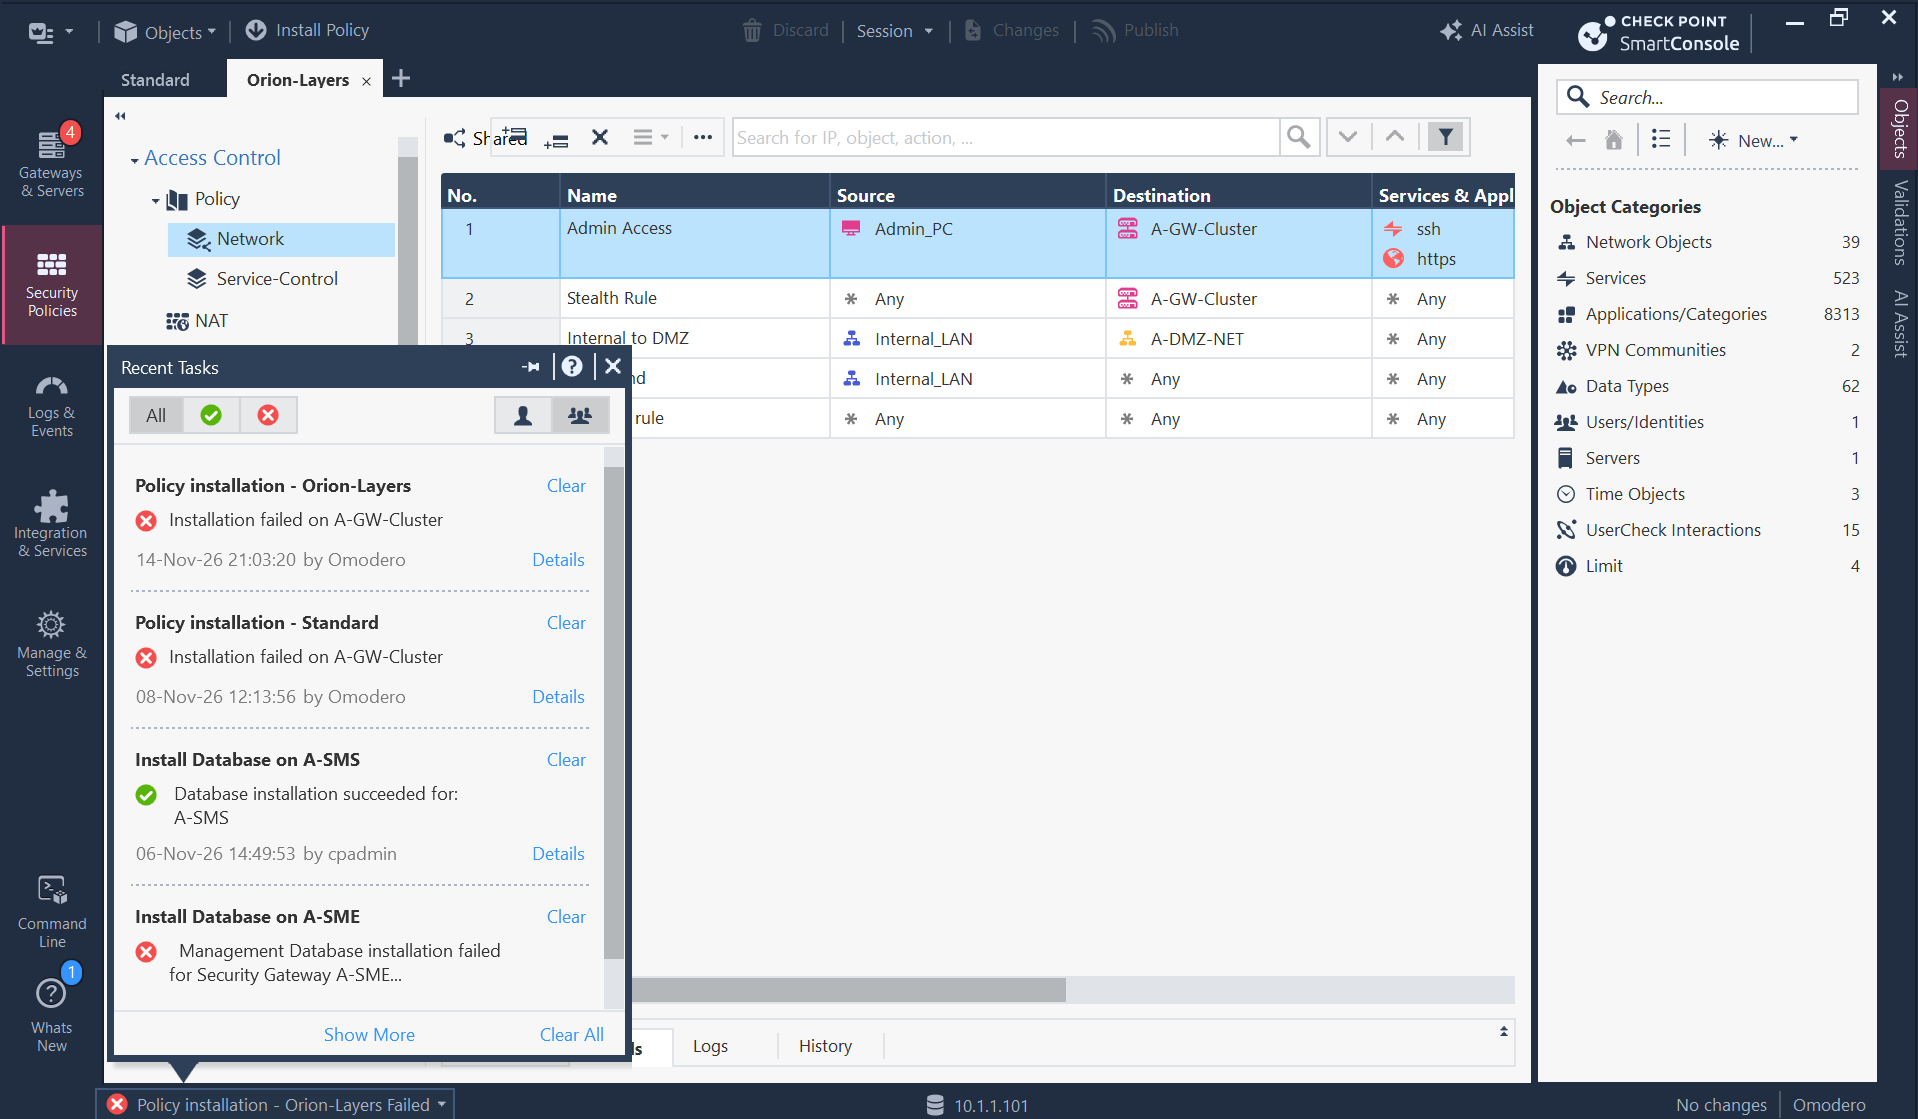 Objects
Install Policy
Discard
Session
Changes
Publish
AI Assist
CHECK POINT
SmartConsole
Standard
Orion-Layers
4
Gateways
& Servers
Security
Policies
Logs &
Events
Integration
& Services
Manage &
Settings
Command
Line
1
Whats
New
Access Control
Policy
Network
Service-Control
NAT
Shared
Search for IP, object, action, ...
No. Name Source Destination Services & Appl
1 Admin Access Admin_PC A-GW-Cluster ssh
https
2 Stealth Rule Any A-GW-Cluster Any
3 Internal to DMZ Internal_LAN A-DMZ-NET Any
Internal_LAN Any Any
rule Any Any Any
Recent Tasks
All
Policy installation - Orion-Layers Clear
Installation failed on A-GW-Cluster
14-Nov-26 21:03:20 by Omodero Details
Policy installation - Standard Clear
Installation failed on A-GW-Cluster
08-Nov-26 12:13:56 by Omodero Details
Install Database on A-SMS Clear
Database installation succeeded for:
A-SMS
06-Nov-26 14:49:53 by cpadmin Details
Install Database on A-SME Clear
Management Database installation failed
for Security Gateway A-SME...
Show More Clear All
Logs
History
Search...
New...
Object Categories
Network Objects 39
Services 523
Applications/Categories 8313
VPN Communities 2
Data Types 62
Users/Identities 1
Servers 1
Time Objects 3
UserCheck Interactions 15
Limit 4
Objects
Validations
AI Assist
Policy installation - Orion-Layers Failed
10.1.1.101
No changes
Omodero